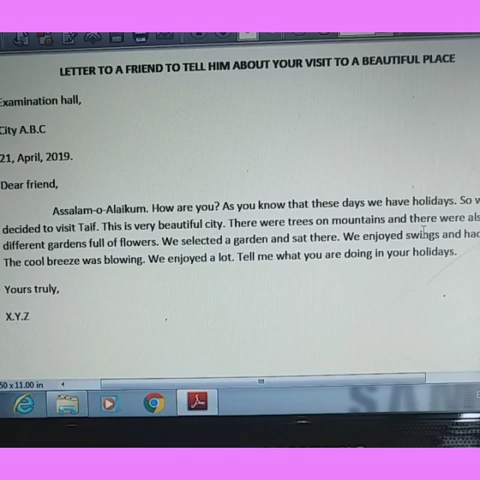 LETTER TO A FRIEND TO TELL HIM ABOUT YOUR VISIT TO A BEAUTIFUL PLACE
Examination hall,
City A.B.C
21, April, 2019.
Dear friend,
Assalam-o-Alaikum. How are you? As you know that these days we have holidays. So
decided to visit Taif. This is very beautiful city. There were trees on mountains and there were
different gardens full of flowers. We selected a garden and sat there. We enjoyed swings and
The cool breeze was blowing. We enjoyed a lot. Tell me what you are doing in your holidays.
Yours truly,
X.Y.Z
x 11.00 in